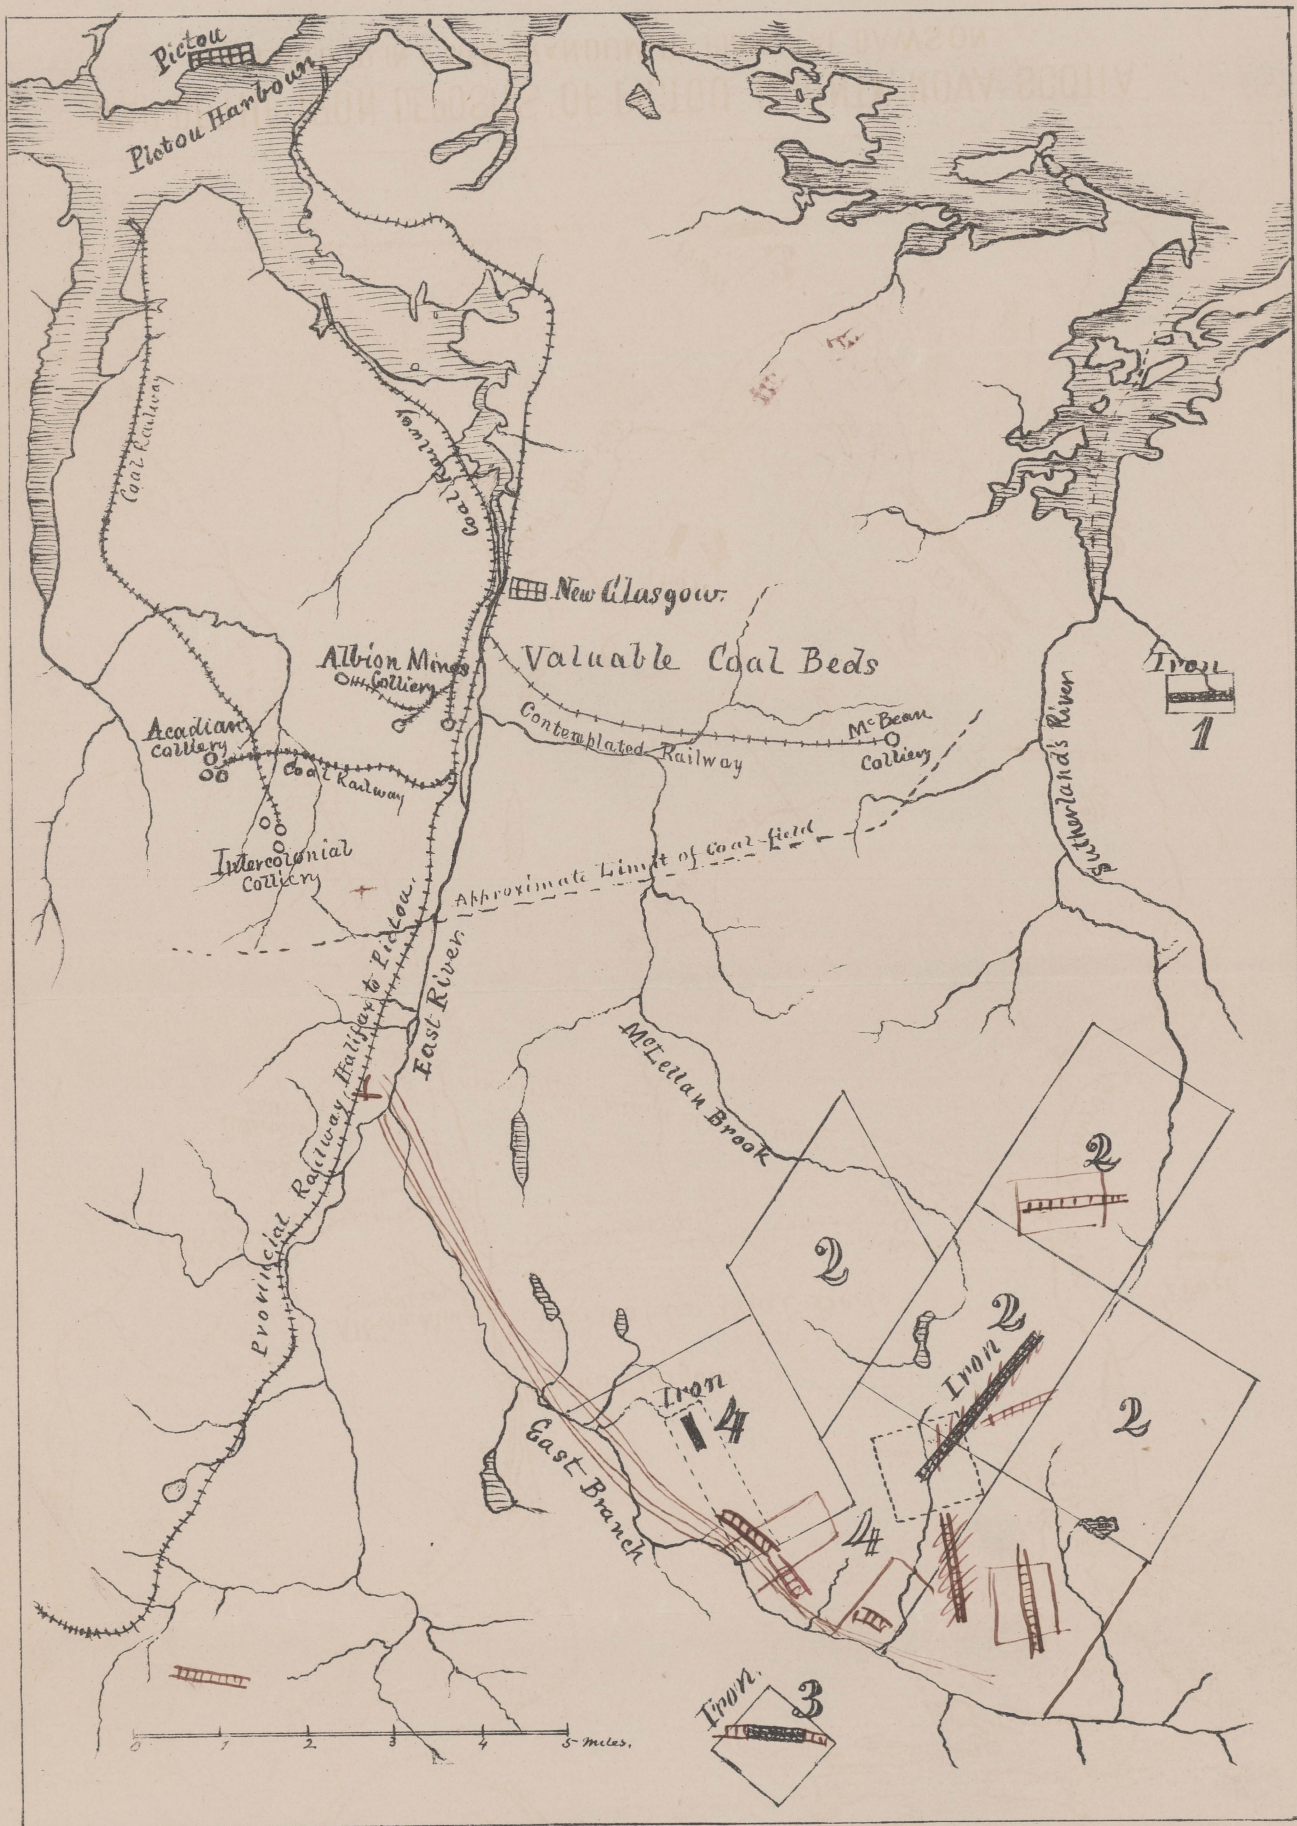 Pictou
Pictou Harbour
Coal Railway
Coal Railway
New Glasgow.
Albion Mines
Colliery
Valuable Coal Beds
Iron
1
Acadian
Colliery
Coal Railway
Contemplated Railway
McBean
Colliery
Sutherland's River
Intercolonial
Colliery
Approximate Limit of Coal field
Provincial Railway Halifax to Pictou.
East River
McLellan Brook
2
2
2
Iron
2
Iron
4
East Branch
4
Iron.
3
0 1 2 3 4 5 miles.